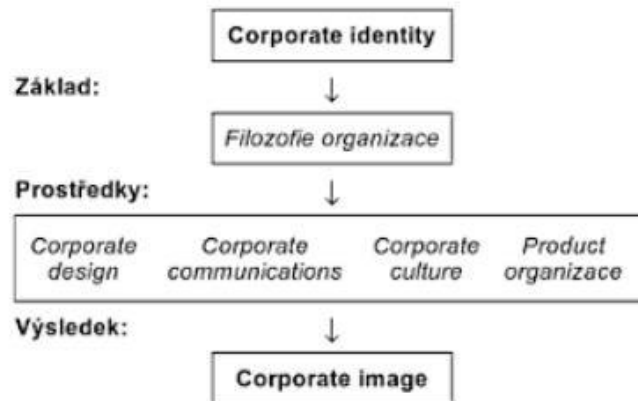 Corporate identity
Základ:
↓
Filozofie organizace
Prostředky:
↓
Corporate design
Corporate communications
Corporate culture
Product organizace
Výsledek:
↓
Corporate image